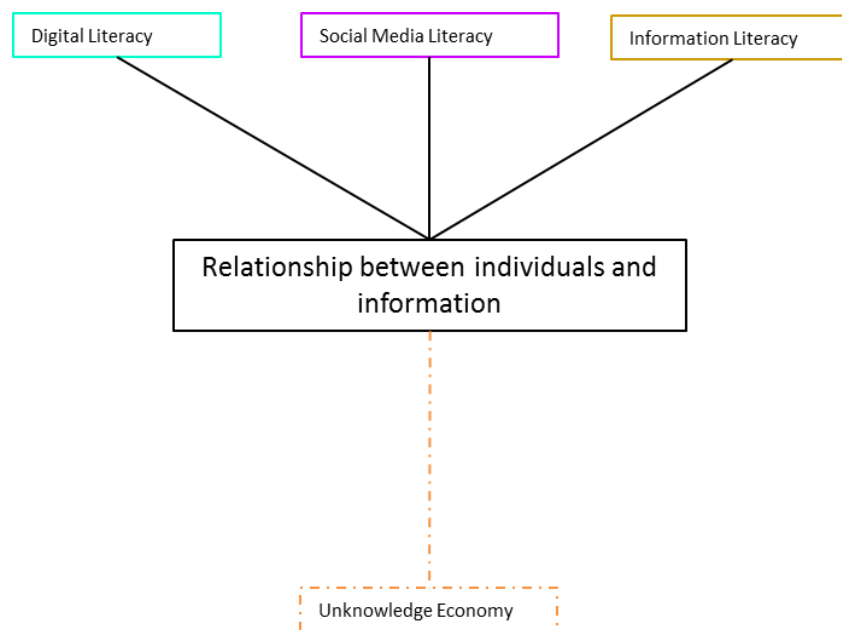 Digital Literacy
Social Media Literacy
Information Literacy
Relationship between individuals and
information
Unknowledge Economy